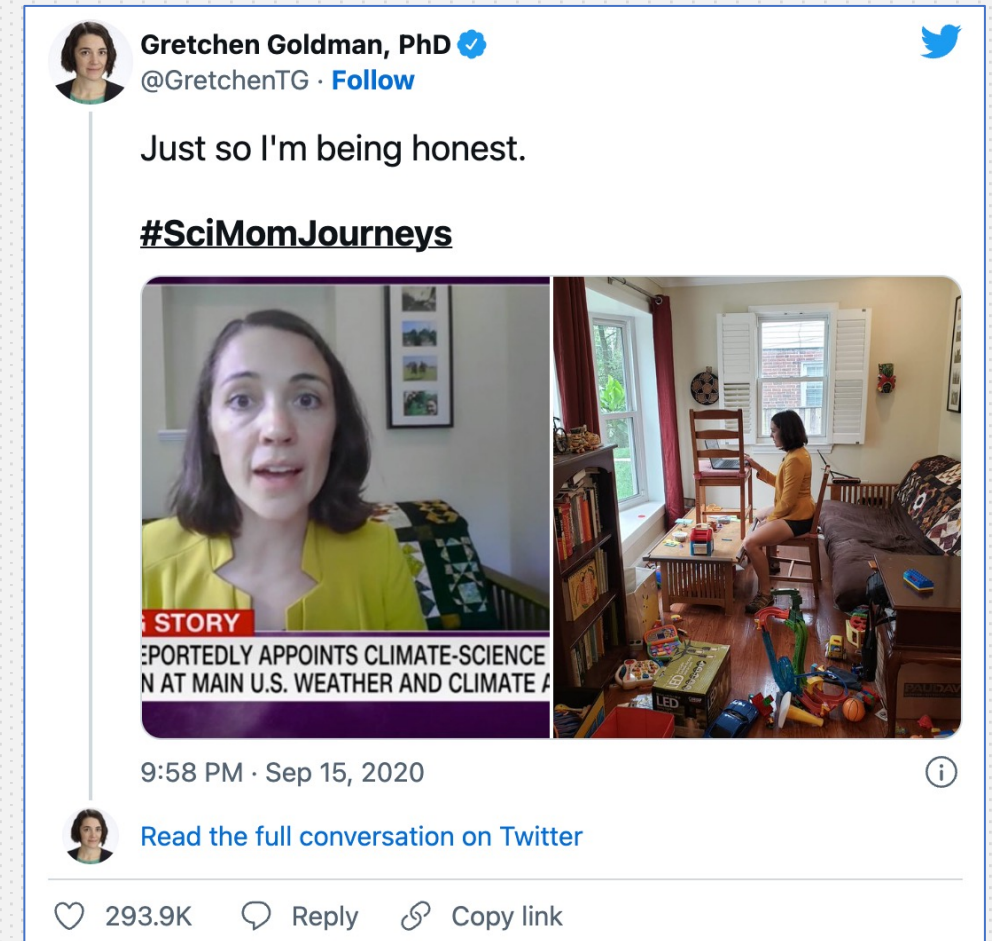 Gretchen Goldman, PhD
@GretchenTG · Follow
Just so I'm being honest.
#SciMomJourneys
STORY
EPORTEDLY APPOINTS CLIMATE-SCIENCE
N AT MAIN U.S. WEATHER AND CLIMATE A
LED
9:58 PM · Sep 15, 2020
Read the full conversation on Twitter
293.9K Reply Copy link